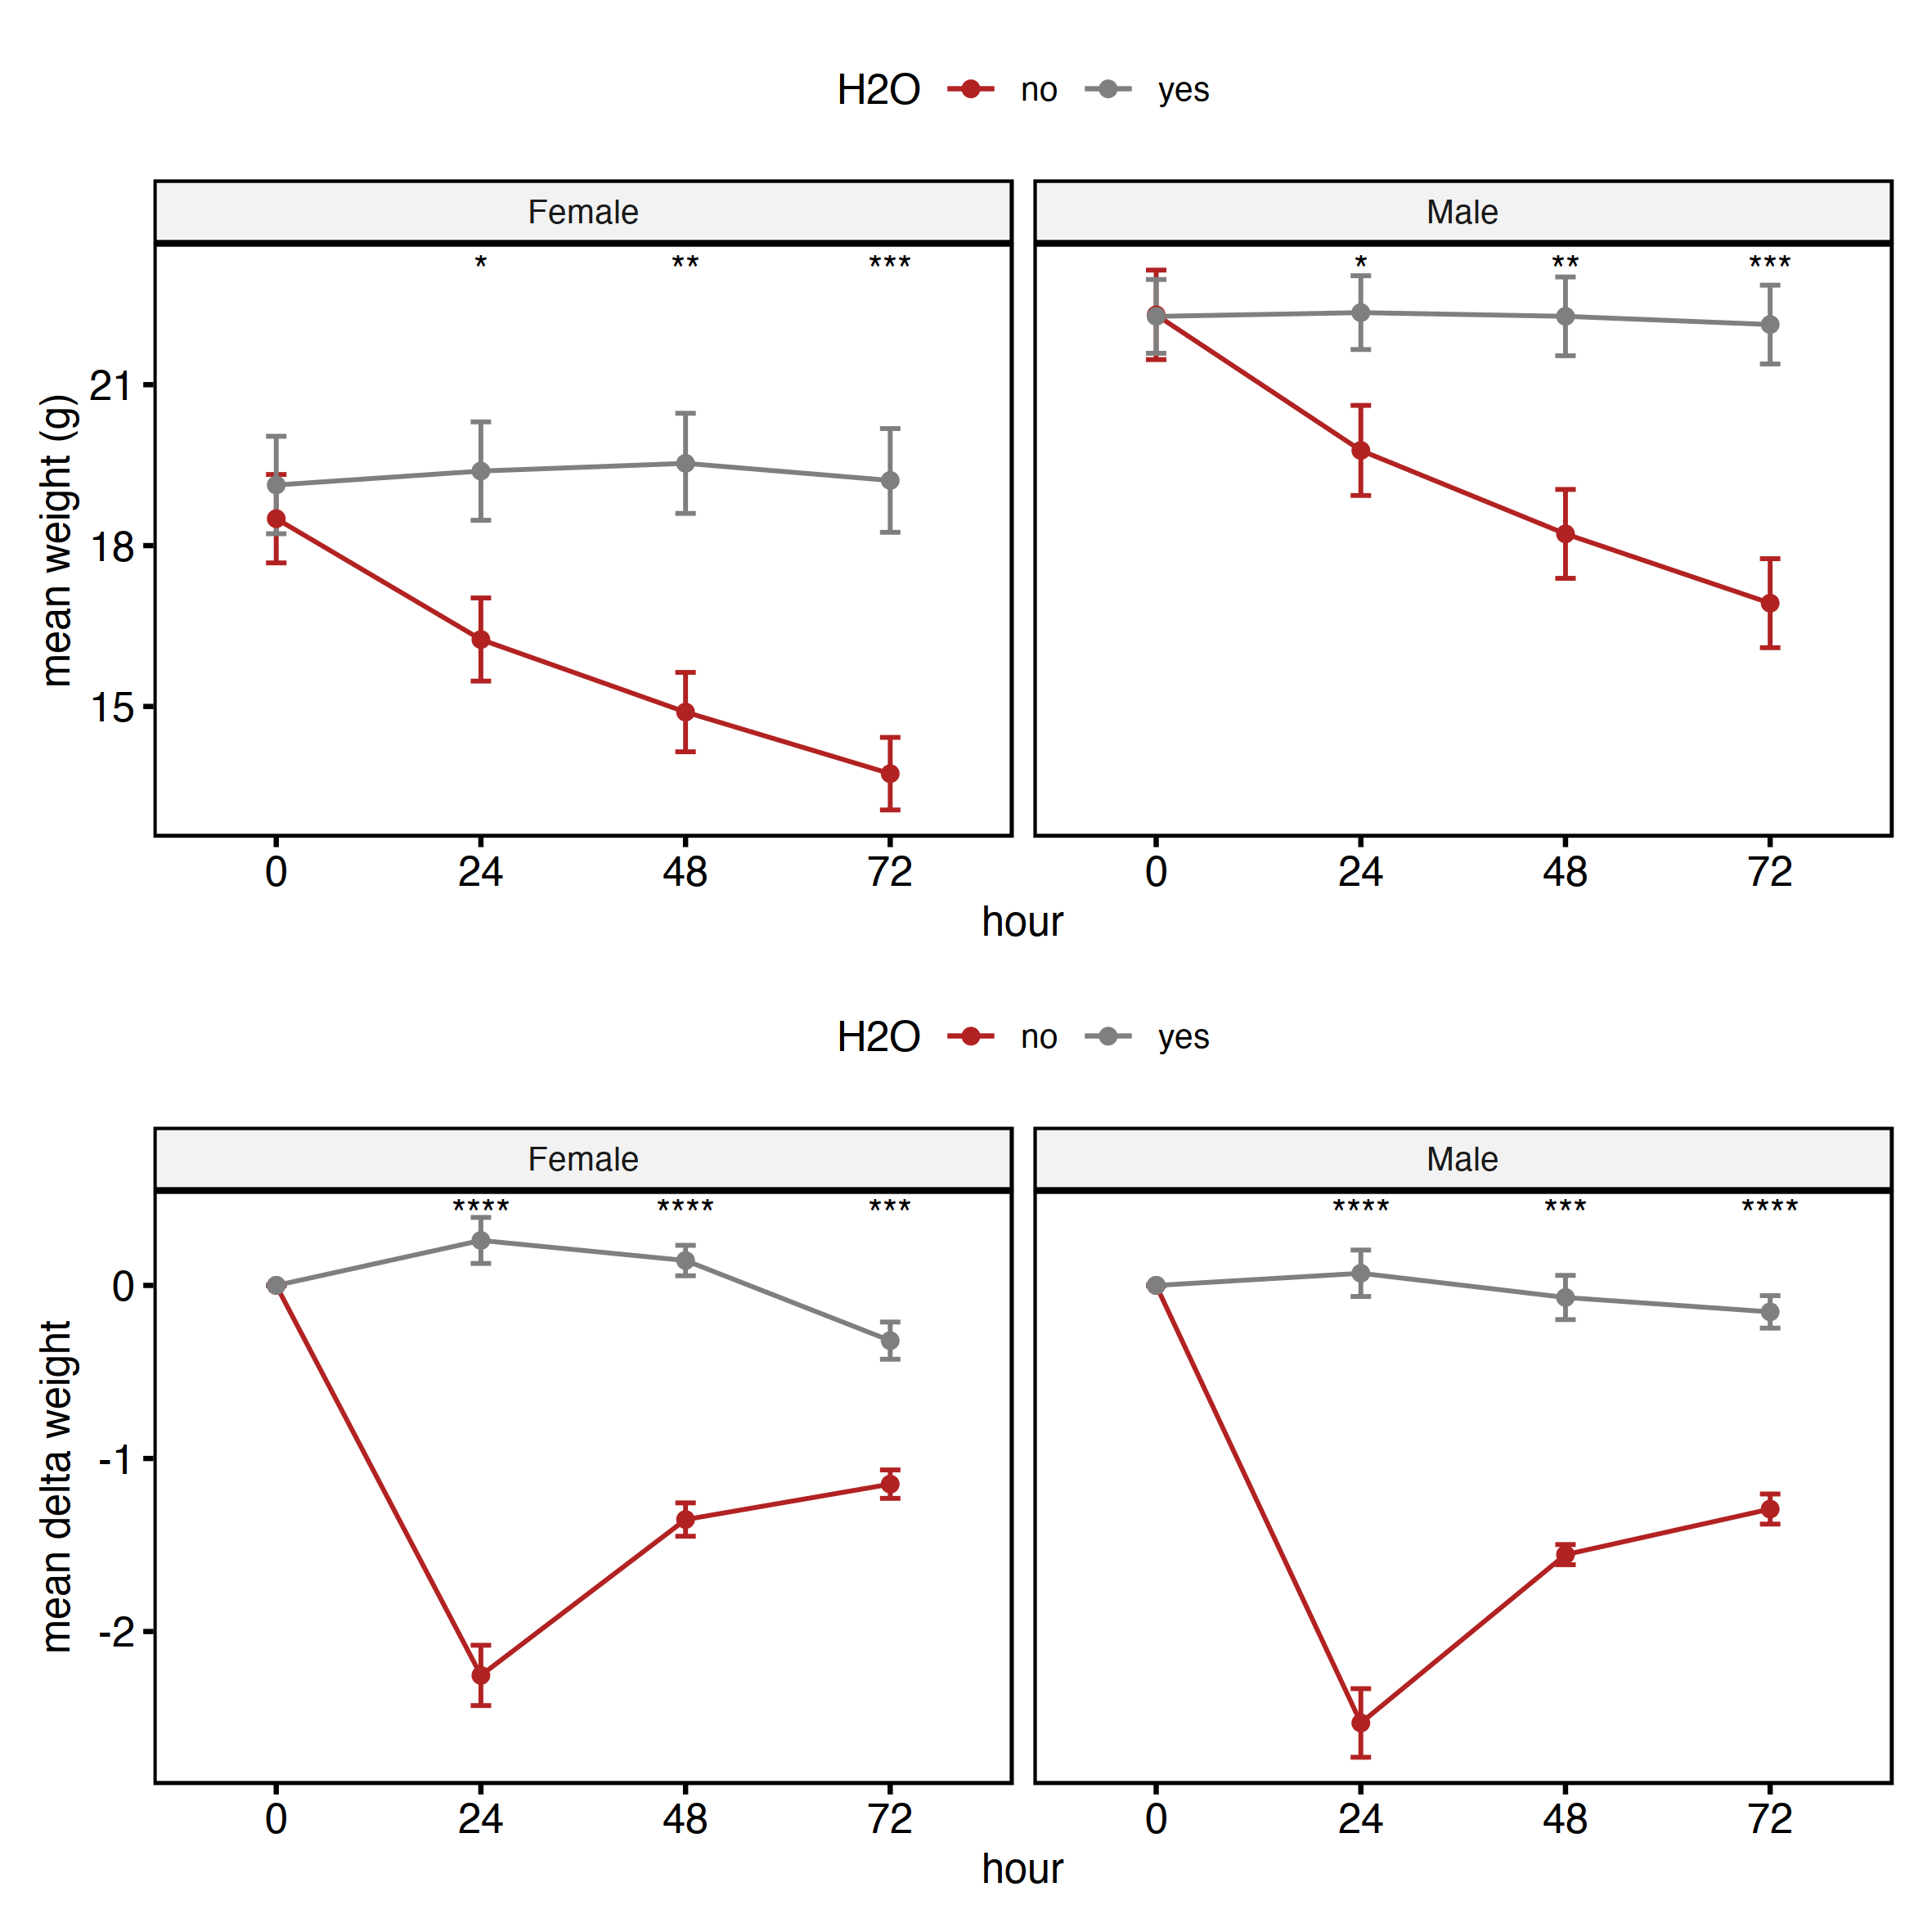 H2O no yes
Female Male
* ** *** * ** ***
21
18
15
mean weight (g)
0 24 48 72 0 24 48 72
hour
H2O no yes
Female Male
**** **** *** **** *** ****
0
-1
-2
mean delta weight
0 24 48 72 0 24 48 72
hour